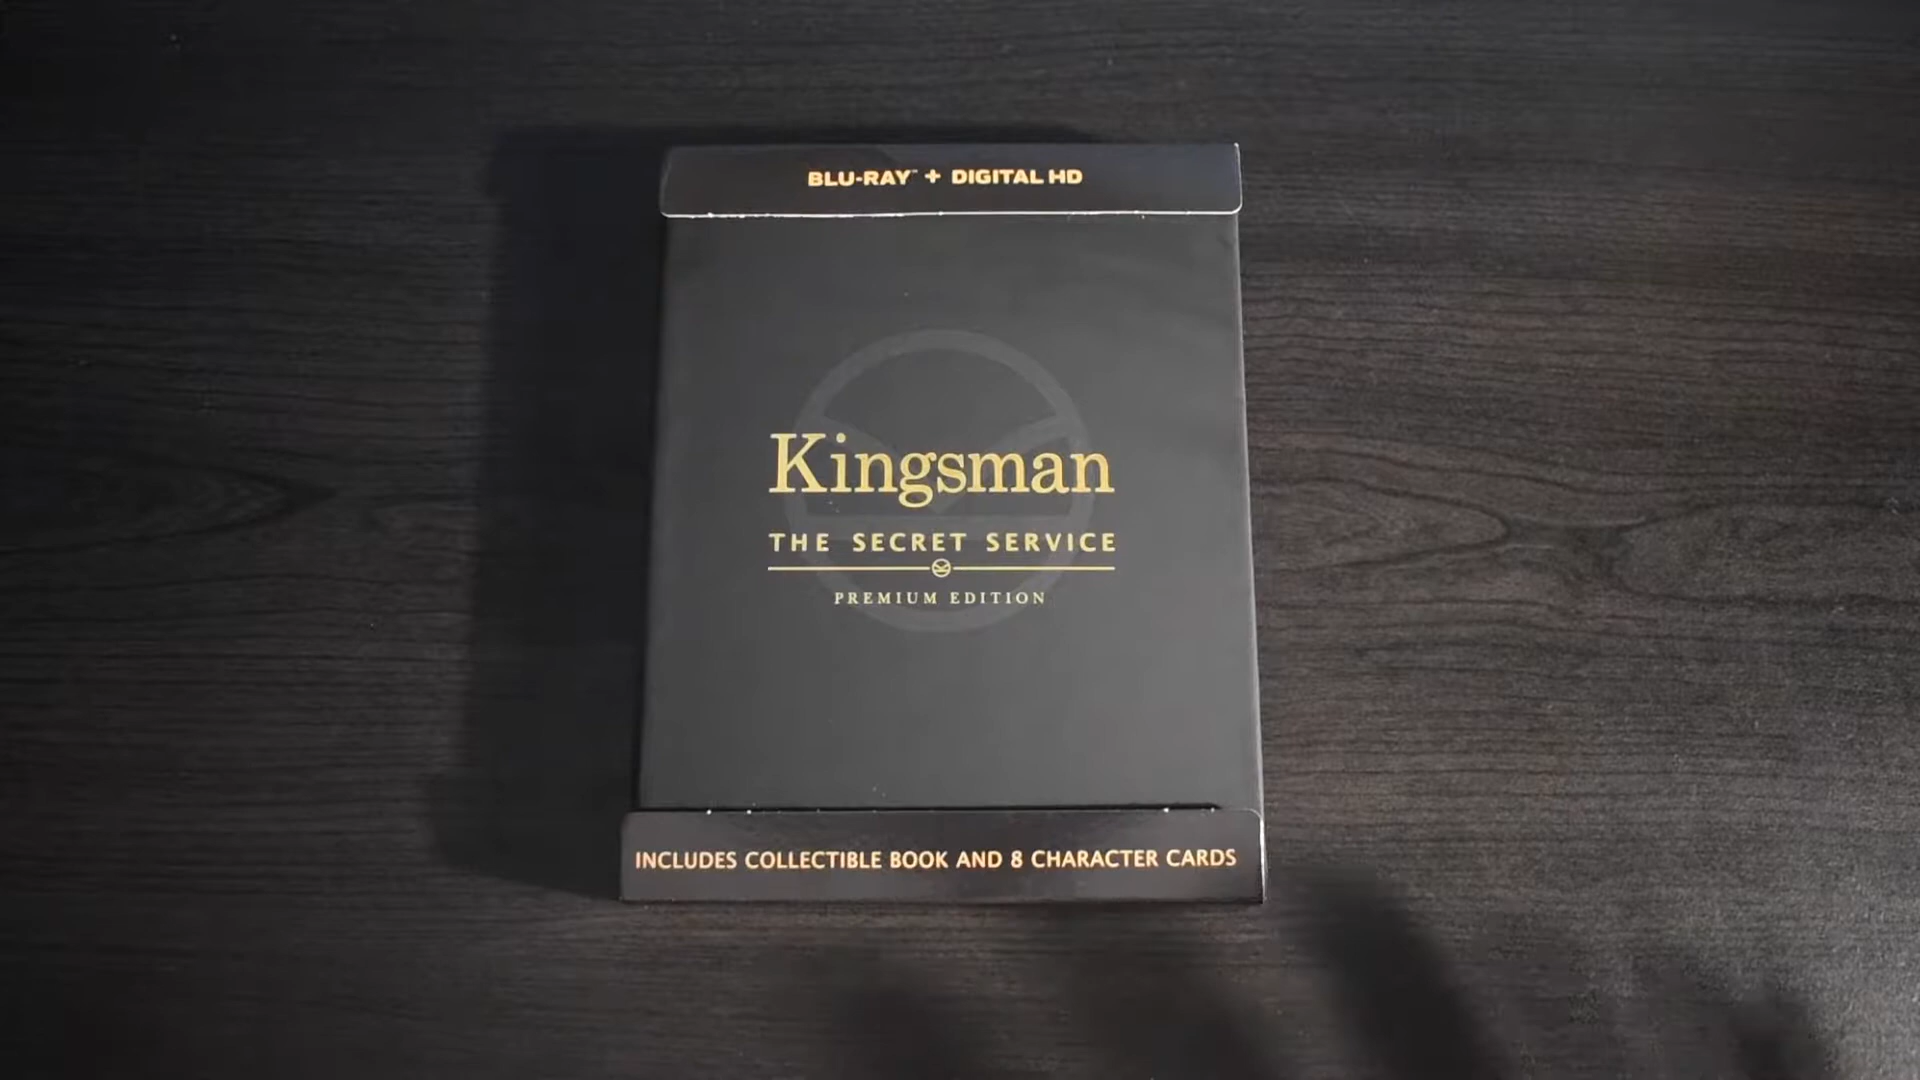 BLU-RAY™ + DIGITAL HD
Kingsman
THE SECRET SERVICE
PREMIUM EDITION
INCLUDES COLLECTIBLE BOOK AND 8 CHARACTER CARDS